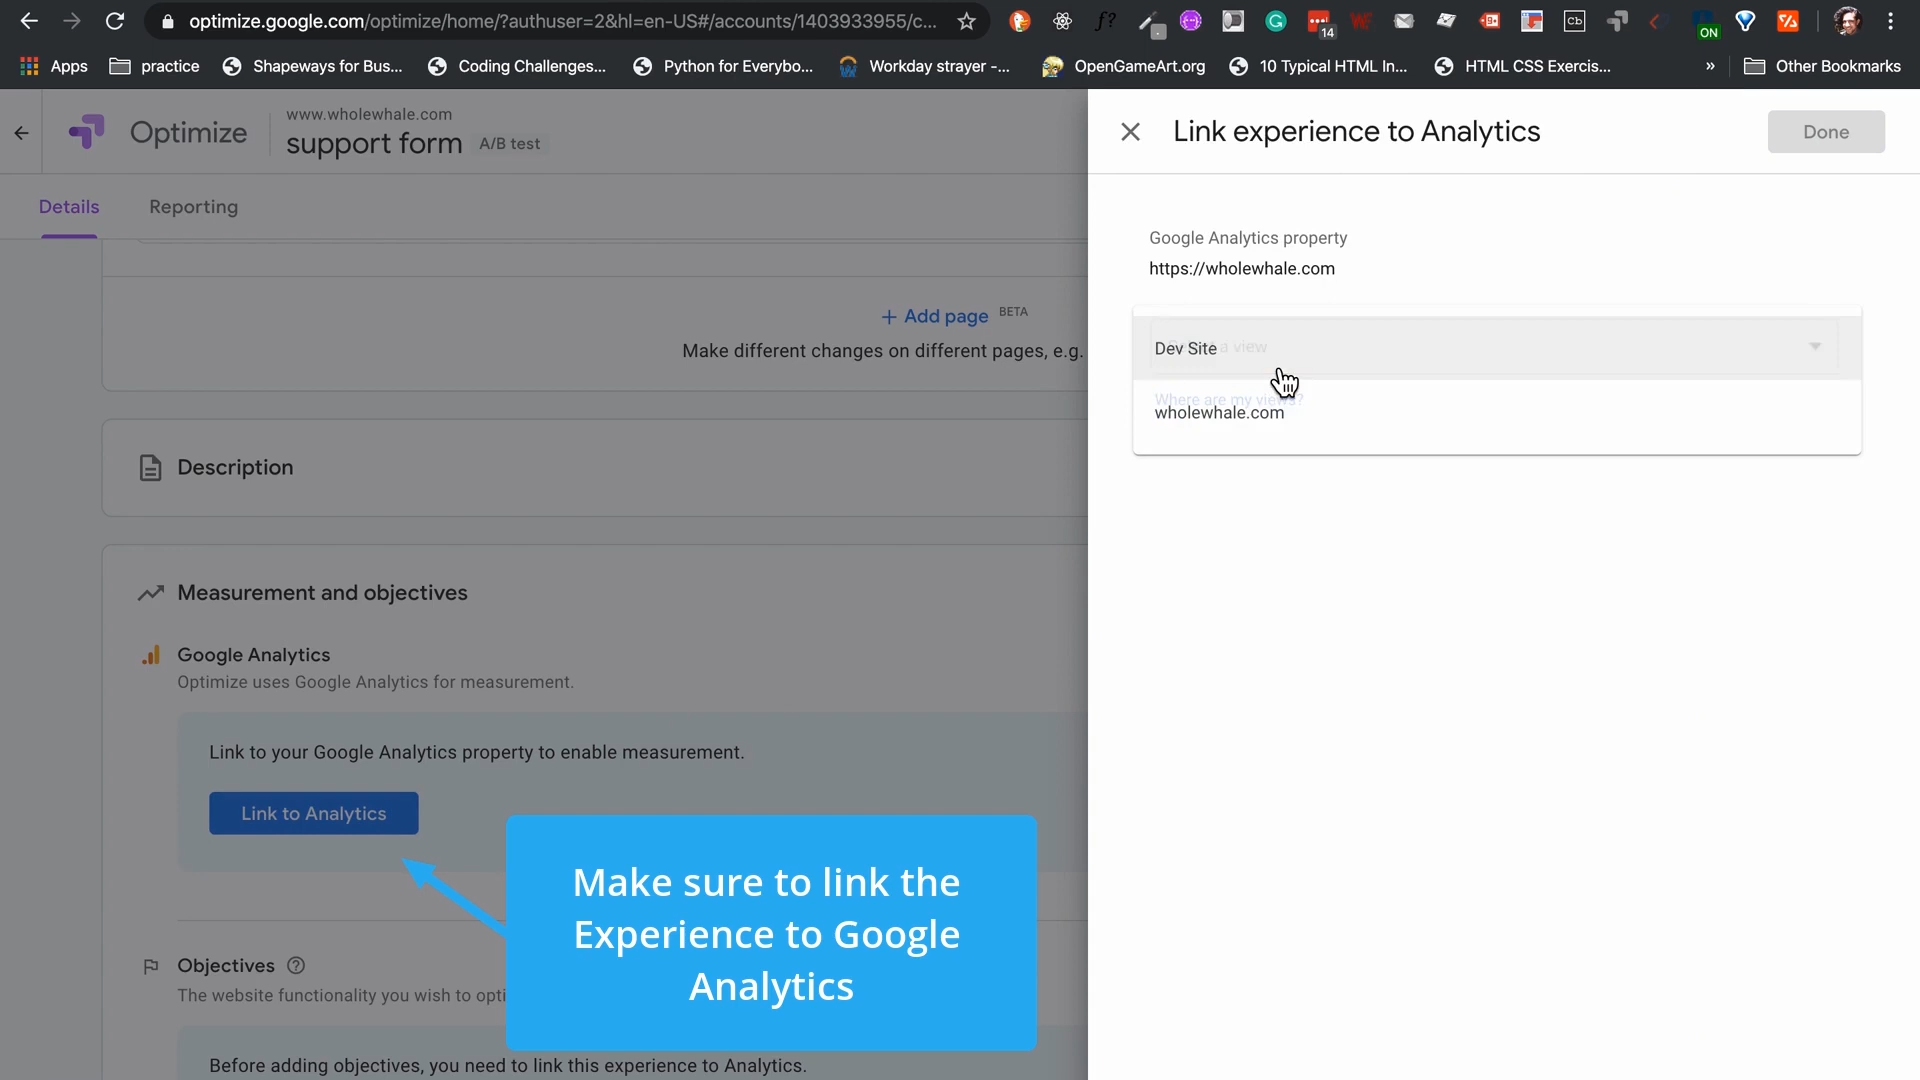 optimize.google.com/optimize/home/?authuser=2&hl=en-US#/accounts/1403933955/c...
f?
14
Cb
ON
Apps
practice
Shapeways for Bus...
Coding Challenges...
Python for Everybo...
Workday strayer -...
OpenGameArt.org
10 Typical HTML In...
HTML CSS Exercis...
»
Other Bookmarks
Optimize
www.wholewhale.com
support form
A/B test
Details
Reporting
+ Add page BETA
Make different changes on different pages, e.g.
Description
Measurement and objectives
Google Analytics
Optimize uses Google Analytics for measurement.
Link to your Google Analytics property to enable measurement.
Link to Analytics
Objectives
The website functionality you wish to opti
Before adding objectives, you need to link this experience to Analytics.
Make sure to link the
Experience to Google
Analytics
Link experience to Analytics
Done
Google Analytics property
https://wholewhale.com
Dev Site
a view
Where are my views?
wholewhale.com